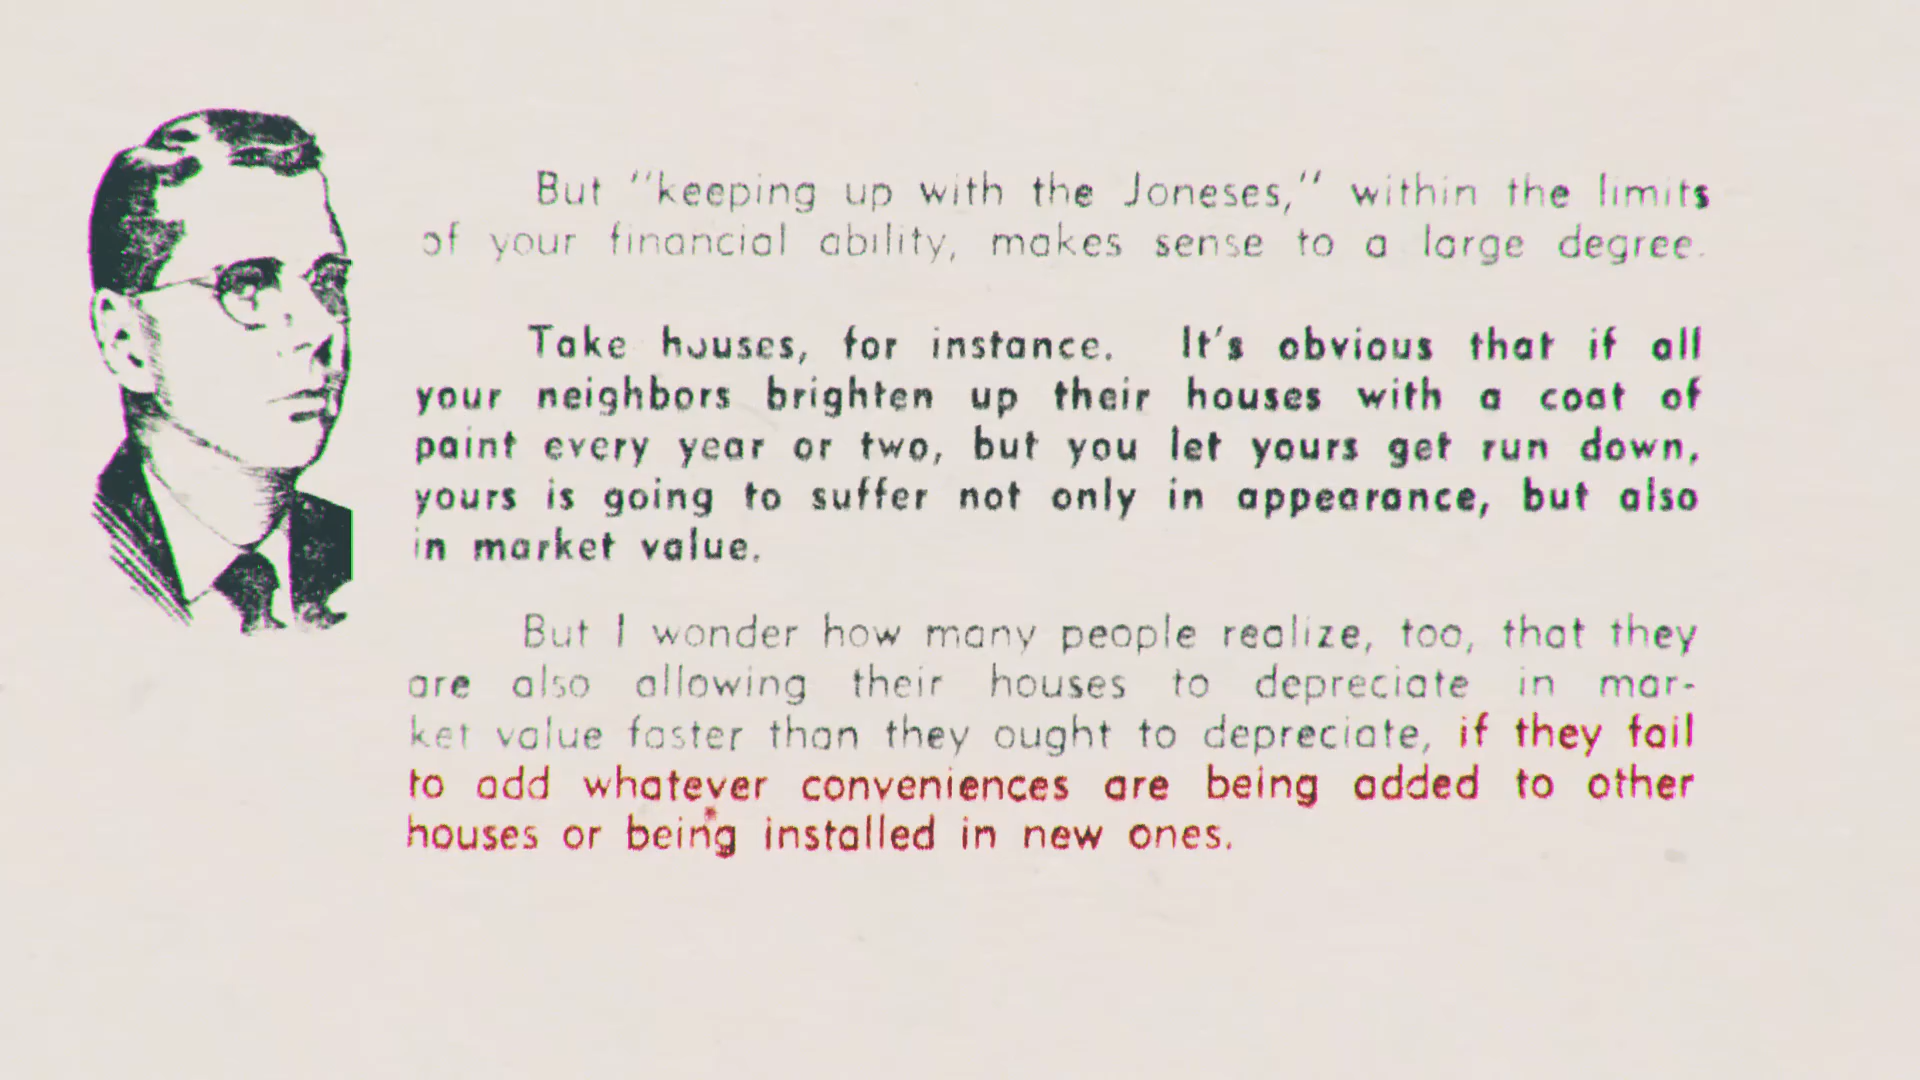 But "keeping up with the Joneses," within the limits
of your financial ability, makes sense to a large degree.
Take houses, for instance. It's obvious that if all
your neighbors brighten up their houses with a coat of
paint every year or two, but you let yours get run down,
yours is going to suffer not only in appearance, but also
in market value.
But I wonder how many people realize, too, that they
are also allowing their houses to depreciate in mar-
ket value faster than they ought to depreciate, if they fail
to add whatever conveniences are being added to other
houses or being installed in new ones.